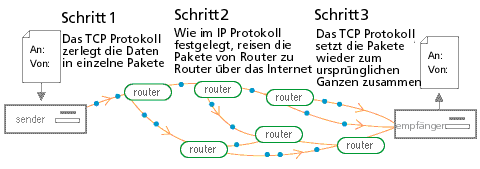 Schritt 1
Das TCP Protokoll
zerlegt die Daten
in einzelne Pakete
Schritt2
Wie im IP Protokoll
festgelegt, reisen die
Pakete von Router zu
Router über das Internet
Schritt3
Das TCP Protokoll
setzt die Pakete
wieder zum
ursprünglichen
Ganzen zusammen
An:
Von:
An:
Von:
sender
router
router
router
router
router
router
empfänger